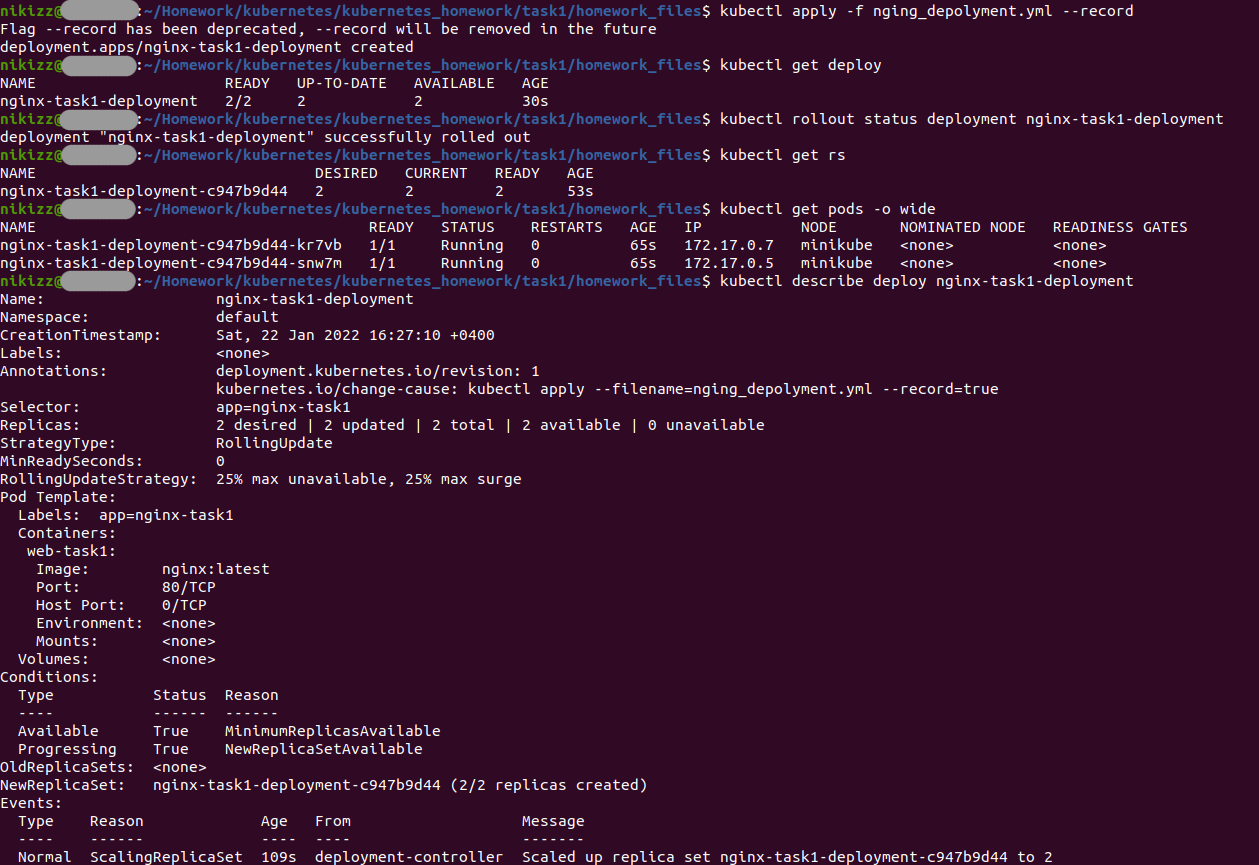 nikizz@:~/Homework/kubernetes/kubernetes_homework/task1/homework_files$ kubectl apply -f nging_depolyment.yml --record
Flag --record has been deprecated, --record will be removed in the future
deployment.apps/nginx-task1-deployment created
nikizz@:~/Homework/kubernetes/kubernetes_homework/task1/homework_files$ kubectl get deploy
NAME                     READY   UP-TO-DATE   AVAILABLE   AGE
nginx-task1-deployment   2/2     2            2           30s
nikizz@:~/Homework/kubernetes/kubernetes_homework/task1/homework_files$ kubectl rollout status deployment nginx-task1-deployment
deployment "nginx-task1-deployment" successfully rolled out
nikizz@:~/Homework/kubernetes/kubernetes_homework/task1/homework_files$ kubectl get rs
NAME                               DESIRED   CURRENT   READY   AGE
nginx-task1-deployment-c947b9d44   2         2         2       53s
nikizz@:~/Homework/kubernetes/kubernetes_homework/task1/homework_files$ kubectl get pods -o wide
NAME                                     READY   STATUS    RESTARTS   AGE   IP           NODE       NOMINATED NODE   READINESS GATES
nginx-task1-deployment-c947b9d44-kr7vb   1/1     Running   0          65s   172.17.0.7   minikube   <none>           <none>
nginx-task1-deployment-c947b9d44-snw7m   1/1     Running   0          65s   172.17.0.5   minikube   <none>           <none>
nikizz@:~/Homework/kubernetes/kubernetes_homework/task1/homework_files$ kubectl describe deploy nginx-task1-deployment
Name:                   nginx-task1-deployment
Namespace:              default
CreationTimestamp:      Sat, 22 Jan 2022 16:27:10 +0400
Labels:                 <none>
Annotations:            deployment.kubernetes.io/revision: 1
                        kubernetes.io/change-cause: kubectl apply --filename=nging_depolyment.yml --record=true
Selector:               app=nginx-task1
Replicas:               2 desired | 2 updated | 2 total | 2 available | 0 unavailable
StrategyType:           RollingUpdate
MinReadySeconds:        0
RollingUpdateStrategy:  25% max unavailable, 25% max surge
Pod Template:
  Labels:  app=nginx-task1
  Containers:
   web-task1:
    Image:        nginx:latest
    Port:         80/TCP
    Host Port:    0/TCP
    Environment:  <none>
    Mounts:       <none>
  Volumes:        <none>
Conditions:
  Type           Status  Reason
  ----           ------  ------
  Available      True    MinimumReplicasAvailable
  Progressing    True    NewReplicaSetAvailable
OldReplicaSets:  <none>
NewReplicaSet:   nginx-task1-deployment-c947b9d44 (2/2 replicas created)
Events:
  Type    Reason             Age   From                   Message
  ----    ------             ----  ----                   -------
  Normal  ScalingReplicaSet  109s  deployment-controller  Scaled up replica set nginx-task1-deployment-c947b9d44 to 2